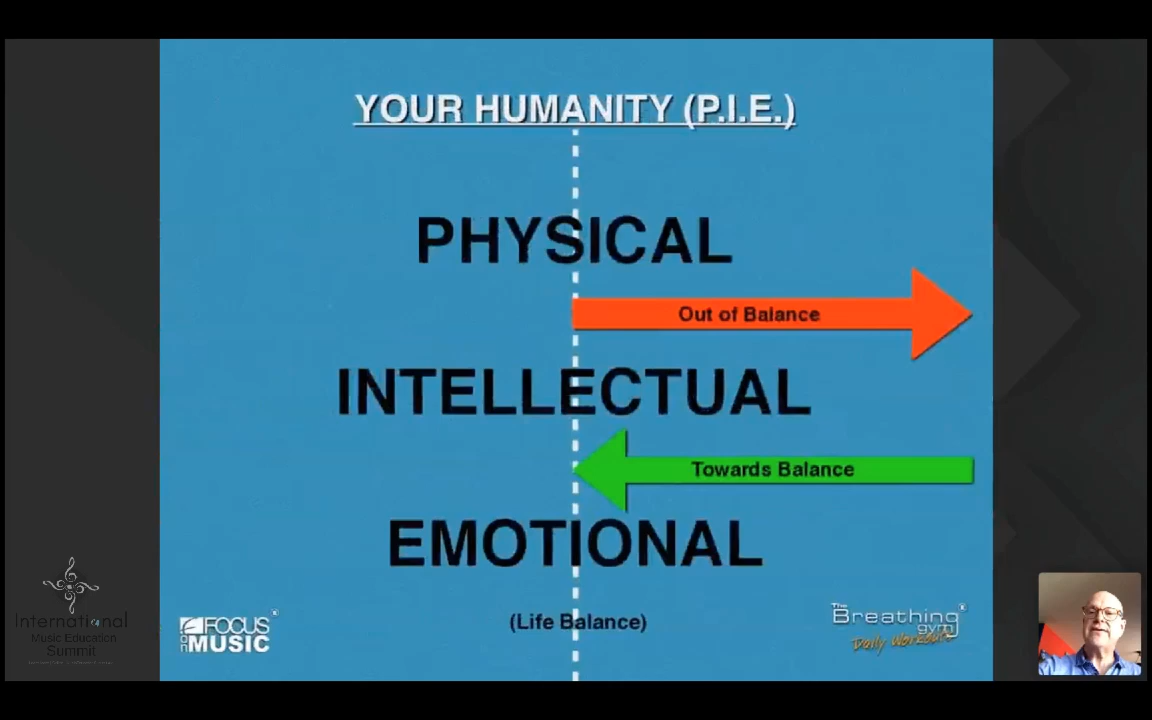 YOUR HUMANITY (P.I.E.)
PHYSICAL
Out of Balance
INTELLECTUAL
Towards Balance
EMOTIONAL
(Life Balance)
FOCUS
on MUSIC
The
Breathing
gym
Daily Workouts
International
Music Education
Summit